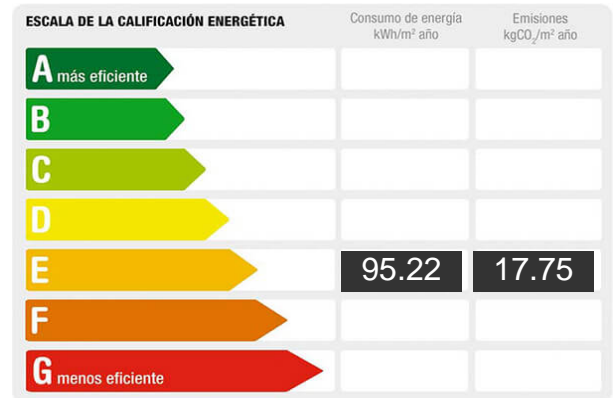 ESCALA DE LA CALIFICACIÓN ENERGÉTICA
Consumo de energía
kWh/m² año
Emisiones
kgCO₂/m² año
A más eficiente
B
C
D
E 95.22 17.75
F
G menos eficiente